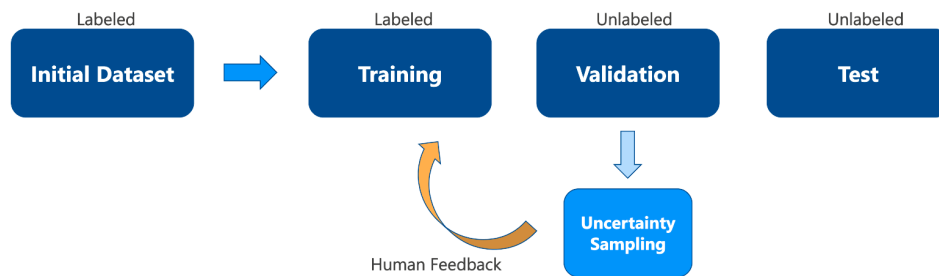 Labeled
Labeled
Unlabeled
Unlabeled
Initial Dataset
Training
Validation
Test
Uncertainty
Sampling
Human Feedback